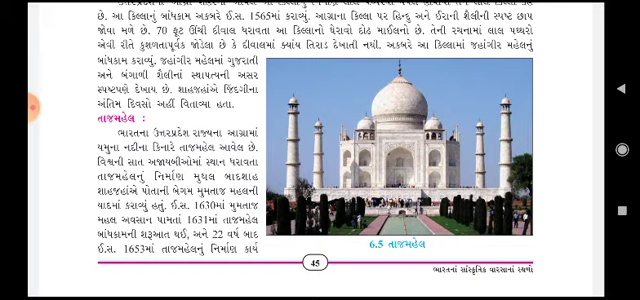 છે. આ કિલ્લાનું બાંધકામ અકબરે ઈ.સ. 1565માં કરાવ્યું. આગ્રાના કિલ્લા પર હિન્દુ અને ઈરાની શૈલીની સ્પષ્ટ છાપ
જોવા મળે છે. 70 ફૂટ ઊંચી દીવાલ ધરાવતા આ કિલ્લાનો ઘેરાવો દોઢ માઈલનો છે. તેની રચનામાં લાલ પથ્થરો
એવી રીતે કુશળતાપૂર્વક જોડેલા છે કે દીવાલમાં ક્યાંય તિરાડ દેખાતી નથી. અકબરે આ કિલ્લામાં જહાંગીર મહેલનું
બાંધકામ કરાવ્યું. જહાંગીર મહેલમાં ગુજરાતી
અને બંગાળી શૈલીનાં સ્થાપત્યની અસર
સ્પષ્ટપણે દેખાય છે. શાહજહાંએ જિંદગીના
અંતિમ દિવસો અહીં વિતાવ્યા હતા.
તાજમહેલ :
ભારતના ઉત્તરપ્રદેશ રાજ્યના આગ્રામાં
યમુના નદીના કિનારે તાજમહેલ આવેલ છે.
વિશ્વની સાત અજાયબીઓમાં સ્થાન ધરાવતા
તાજમહેલનું નિર્માણ મુઘલ બાદશાહ
શાહજહાંએ પોતાની બેગમ મુમતાજ મહલની
યાદમાં કરાવ્યું હતું. ઈ.સ. 1630માં મુમતાજ
મહલ અવસાન પામતાં 1631માં તાજમહેલ
બાંધકામની શરૂઆત થઈ, અને 22 વર્ષ બાદ
ઈ.સ. 1653માં તાજમહેલનું નિર્માણ કાર્ય
6.5 તાજમહેલ
45
ભારતનાં સાંસ્કૃતિક વારસાનાં સ્થળો